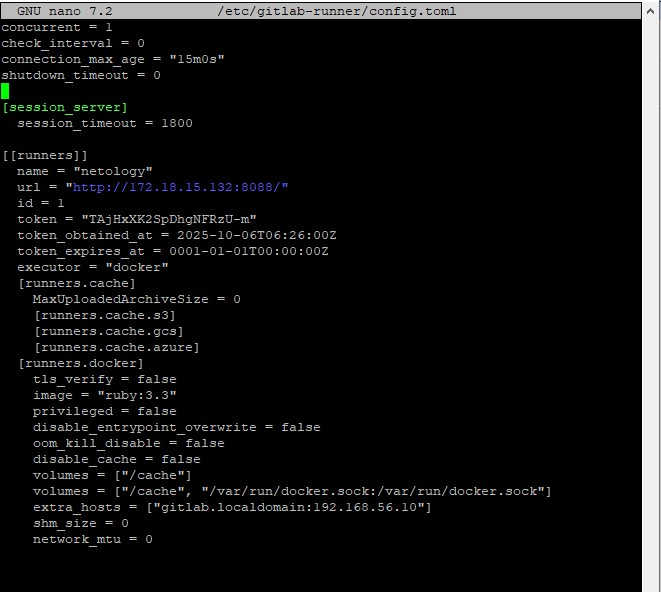 GNU nano 7.2 /etc/gitlab-runner/config.toml
concurrent = 1
check_interval = 0
connection_max_age = "15m0s"
shutdown_timeout = 0
[session_server]
session_timeout = 1800
[[runners]]
name = "netology"
url = "http://172.18.15.132:8088/"
id = 1
token = "TAjHxXK2SpDhgNFRzU-m"
token_obtained_at = 2025-10-06T06:26:00Z
token_expires_at = 0001-01-01T00:00:00Z
executor = "docker"
[runners.cache]
MaxUploadedArchiveSize = 0
[runners.cache.s3]
[runners.cache.gcs]
[runners.cache.azure]
[runners.docker]
tls_verify = false
image = "ruby:3.3"
privileged = false
disable_entrypoint_overwrite = false
oom_kill_disable = false
disable_cache = false
volumes = ["/cache"]
volumes = ["/cache", "/var/run/docker.sock:/var/run/docker.sock"]
extra_hosts = ["gitlab.localdomain:192.168.56.10"]
shm_size = 0
network_mtu = 0